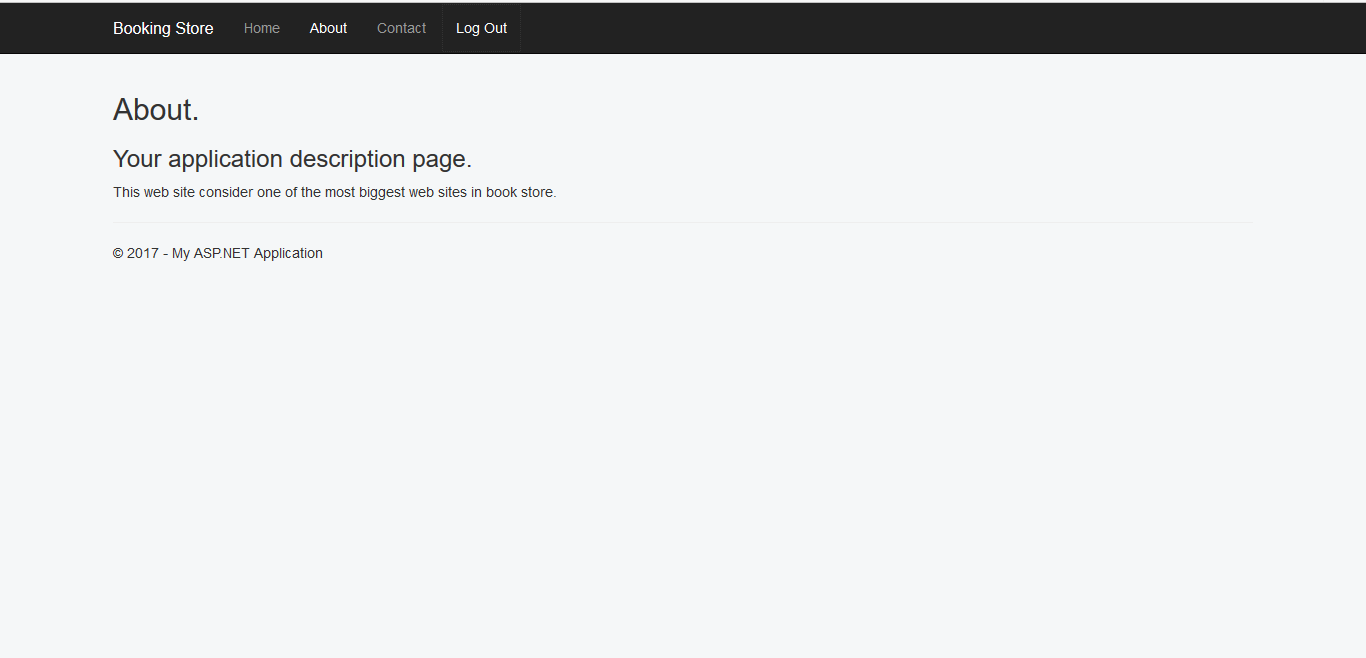 Booking Store Home About Contact Log Out
About.
Your application description page.
This web site consider one of the most biggest web sites in book store.
© 2017 - My ASP.NET Application